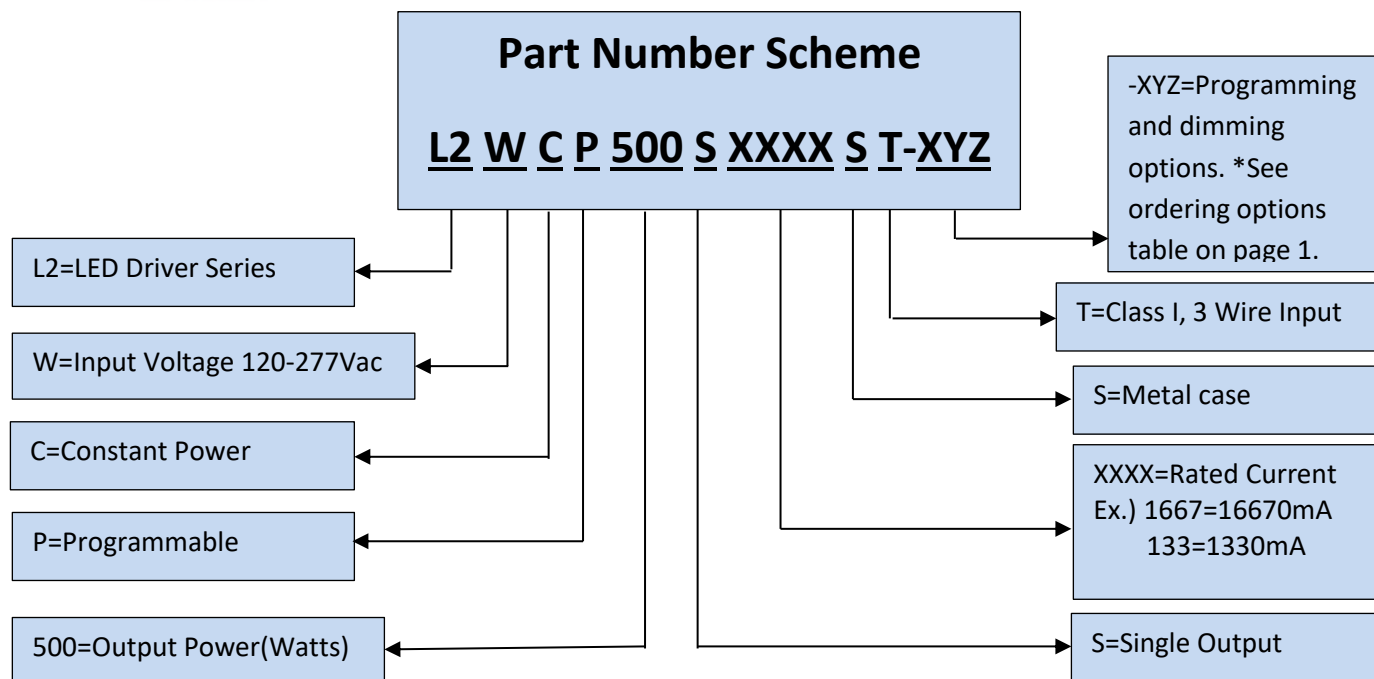 Part Number Scheme
L2 W C P 500 S XXXX S T-XYZ
L2=LED Driver Series
W=Input Voltage 120-277Vac
C=Constant Power
P=Programmable
500=Output Power(Watts)
-XYZ=Programming
and dimming
options. *See
ordering options
table on page 1.
T=Class I, 3 Wire Input
S=Metal case
XXXX=Rated Current
Ex.) 1667=16670mA
133=1330mA
S=Single Output